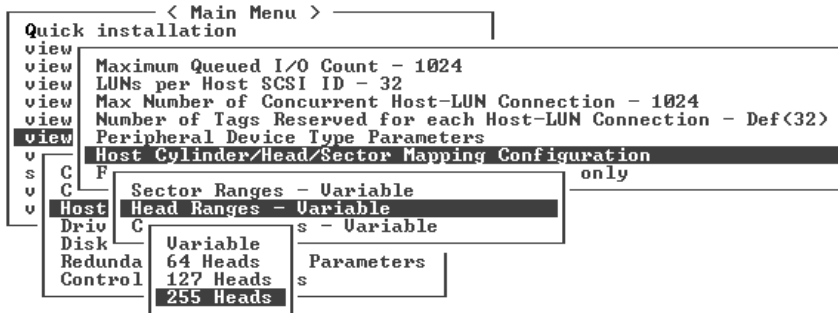 < Main Menu >
Quick installation
view
view Maximum Queued I/O Count - 1024
view LUNs per Host SCSI ID - 32
view Max Number of Concurrent Host-LUN Connection - 1024
view Number of Tags Reserved for each Host-LUN Connection - Def(32)
view Peripheral Device Type Parameters
v Host Cylinder/Head/Sector Mapping Configuration
s C F only
v C Sector Ranges - Variable
v Host Head Ranges - Variable
Driv C s - Variable
Disk Variable
Redunda 64 Heads Parameters
Control 127 Heads s
255 Heads